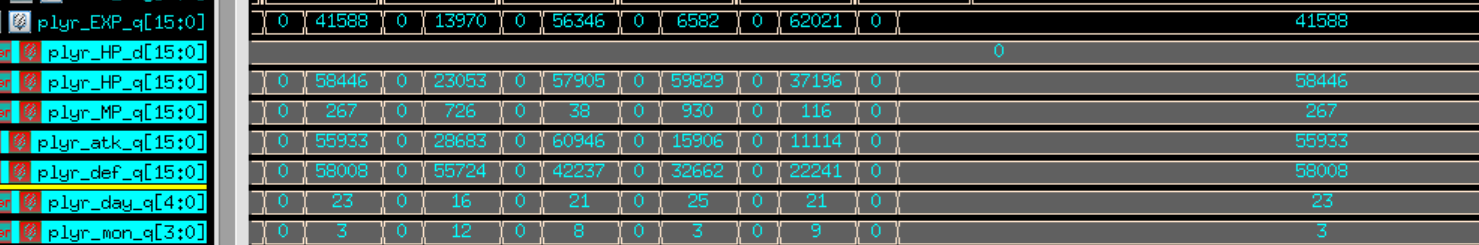 plyr_EXP_q[15:0] 0 41588 0 13970 0 56346 0 6582 0 62021 0 41588
plyr_HP_d[15:0] 0
plyr_HP_q[15:0] 0 58446 0 23053 0 57905 0 59829 0 37196 0 58446
plyr_MP_q[15:0] 0 267 0 726 0 38 0 930 0 116 0 267
plyr_atk_q[15:0] 0 55933 0 28683 0 60946 0 15906 0 11114 0 55933
plyr_def_q[15:0] 0 58008 0 55724 0 42237 0 32662 0 22241 0 58008
plyr_day_q[4:0] 0 23 0 16 0 21 0 25 0 21 0 23
plyr_mon_q[3:0] 0 3 0 12 0 8 0 3 0 9 0 3